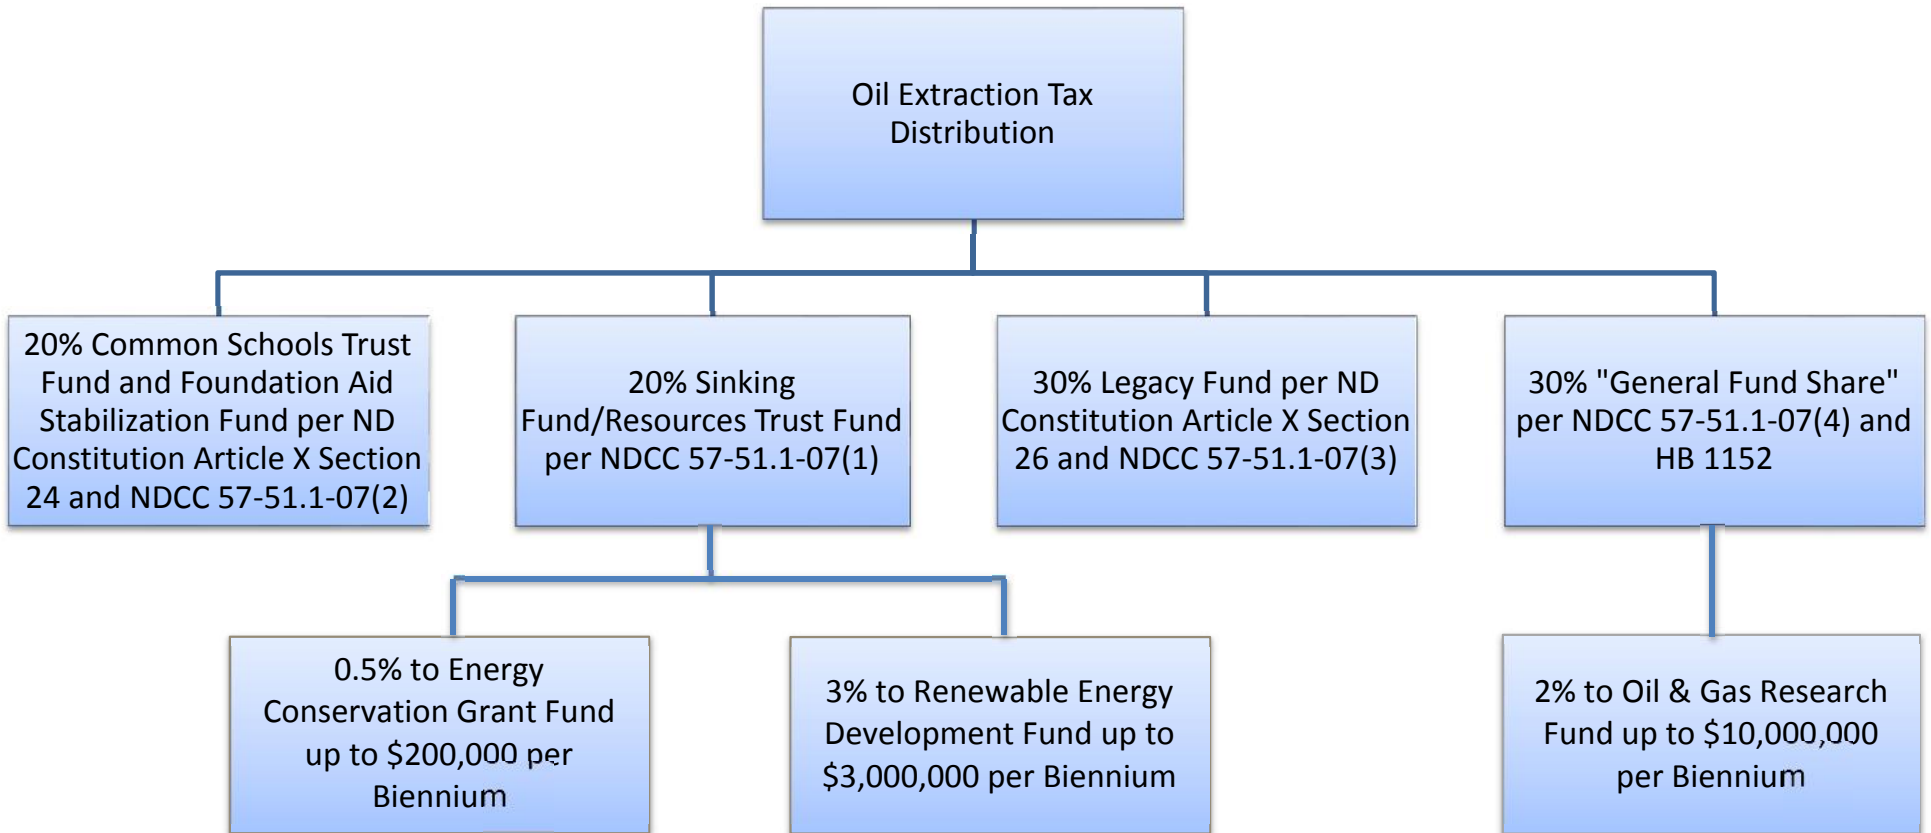 Oil Extraction Tax
Distribution
20% Common Schools Trust
Fund and Foundation Aid
Stabilization Fund per ND
Constitution Article X Section
24 and NDCC 57-51.1-07(2)
20% Sinking
Fund/Resources Trust Fund
per NDCC 57-51.1-07(1)
30% Legacy Fund per ND
Constitution Article X Section
26 and NDCC 57-51.1-07(3)
30% "General Fund Share"
per NDCC 57-51.1-07(4) and
HB 1152
0.5% to Energy
Conservation Grant Fund
up to $200,000 per
Biennium
3% to Renewable Energy
Development Fund up to
$3,000,000 per Biennium
2% to Oil & Gas Research
Fund up to $10,000,000
per Biennium